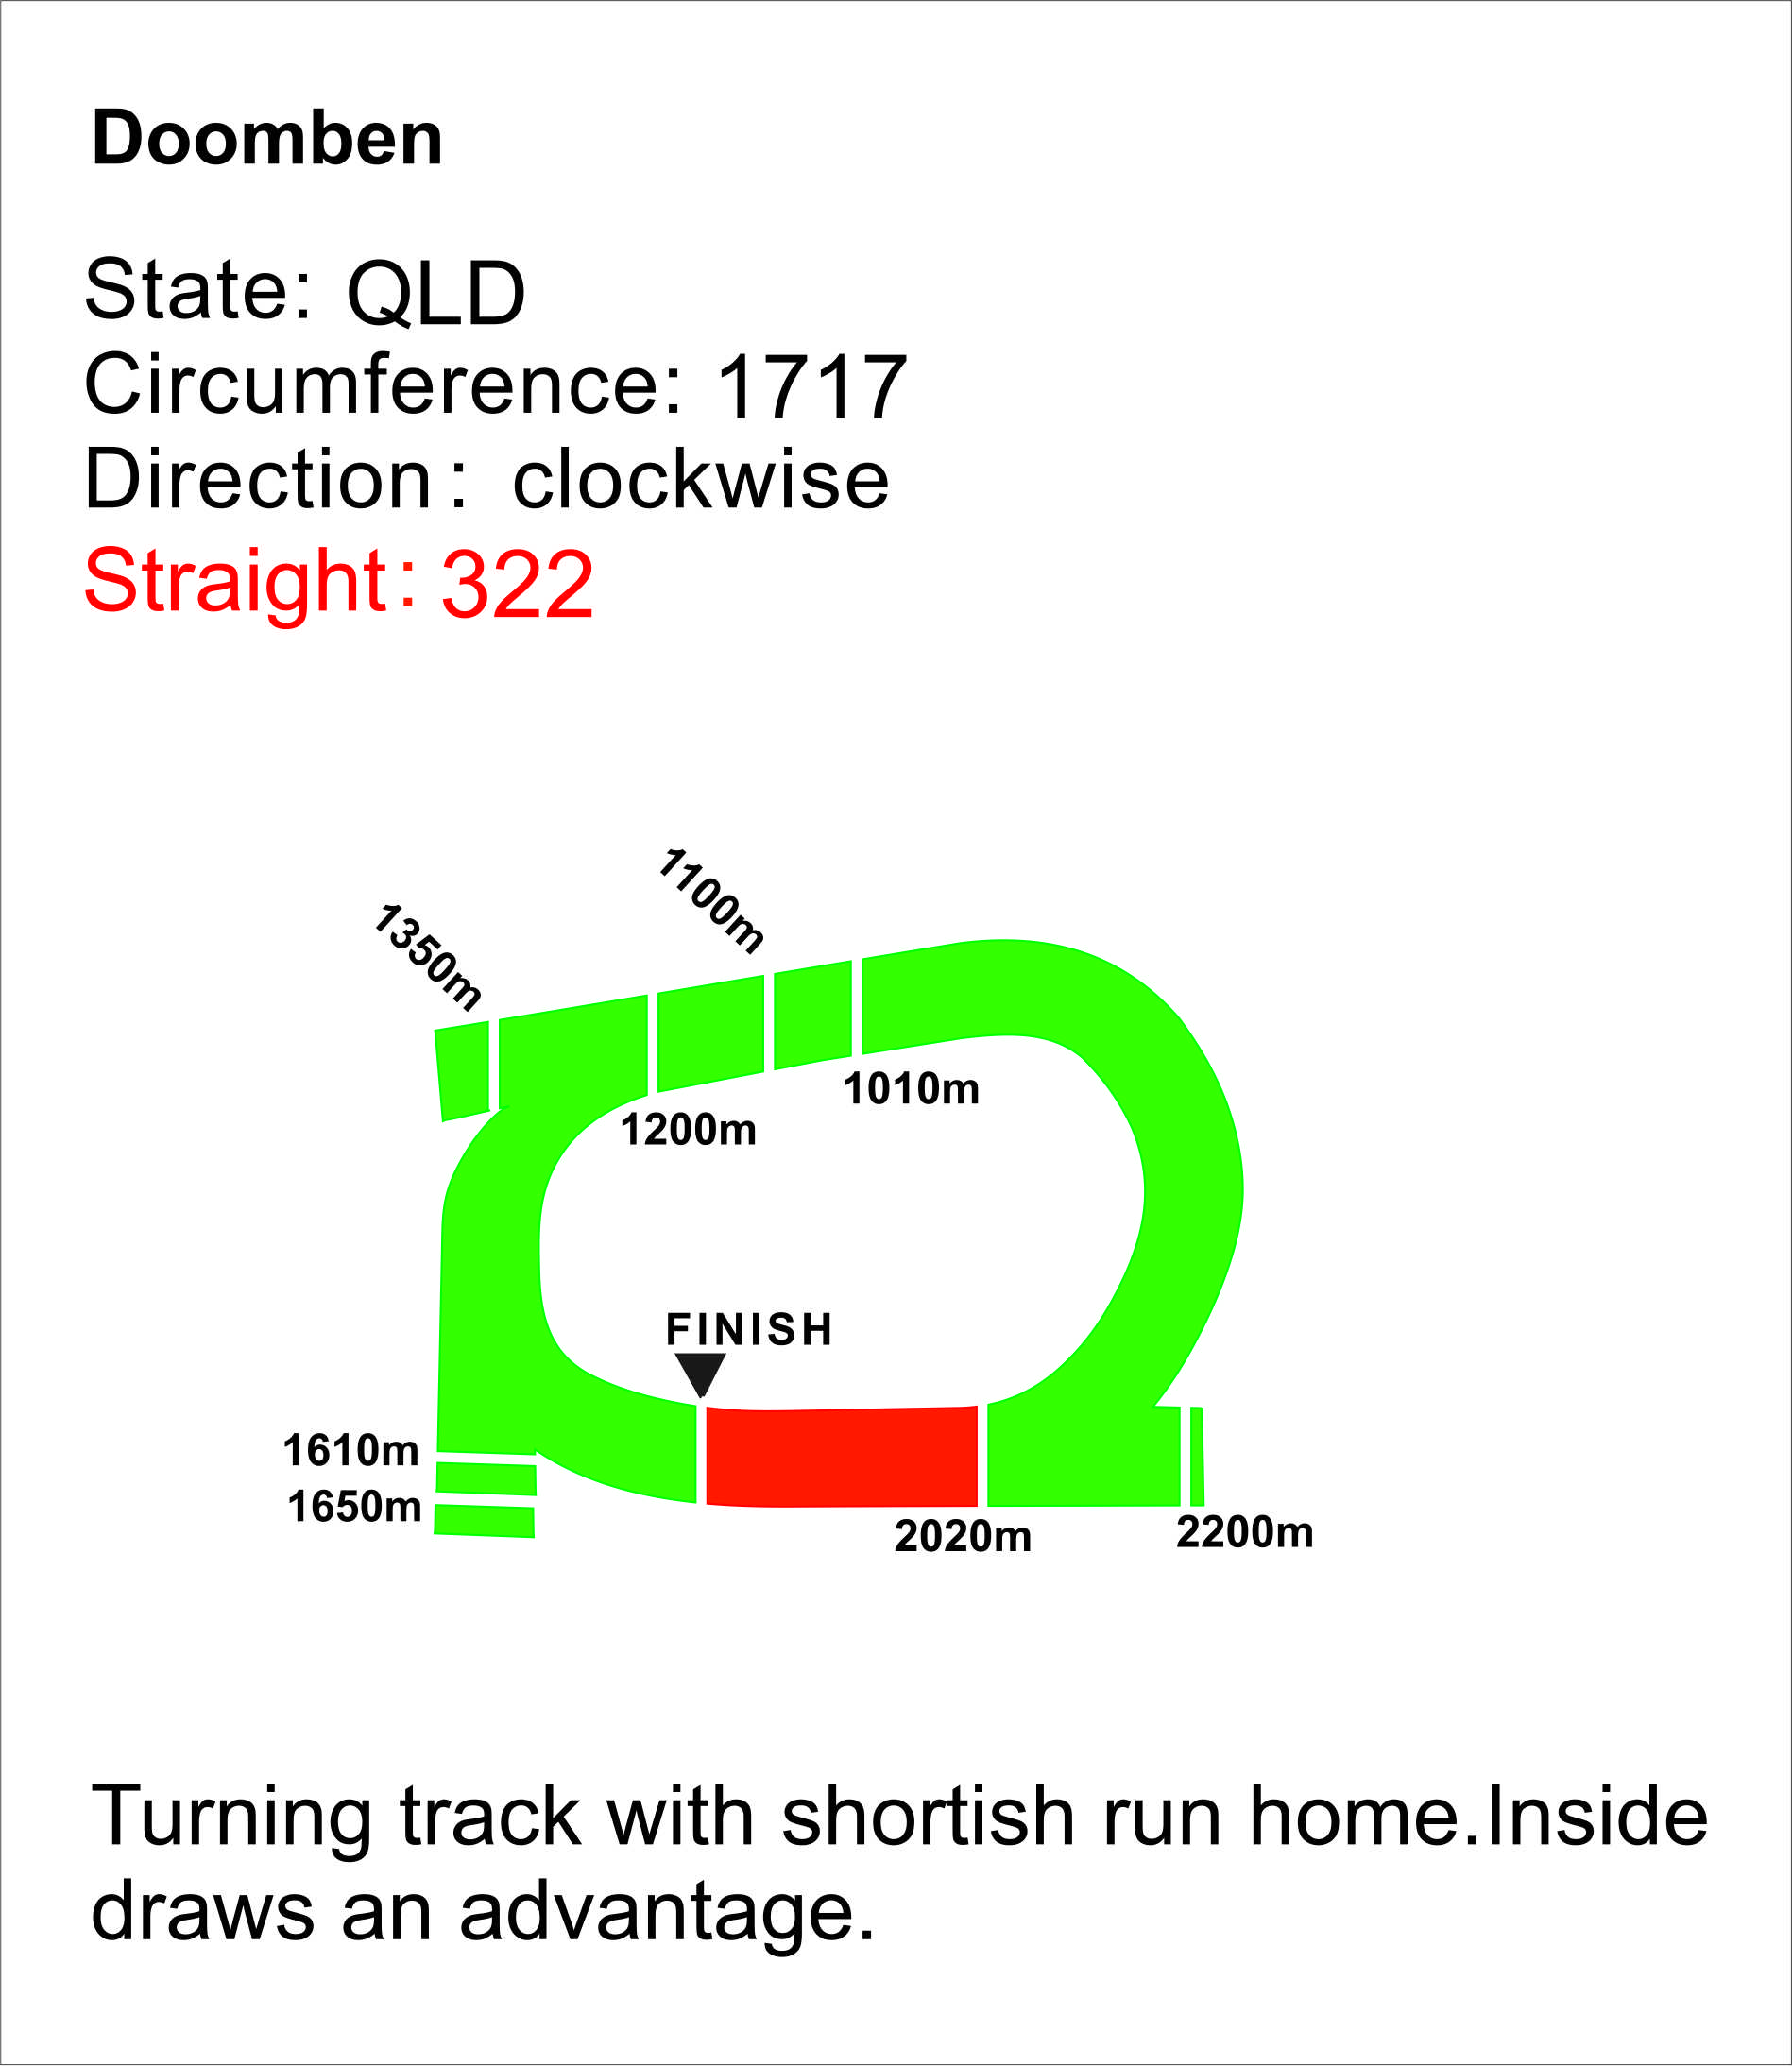 Doomben
State: QLD
Circumference: 1717
Direction: clockwise
Straight: 322
1100m
1350m
1010m
1200m
FINISH
1610m
1650m
2020m
2200m
Turning track with shortish run home.Inside
draws an advantage.